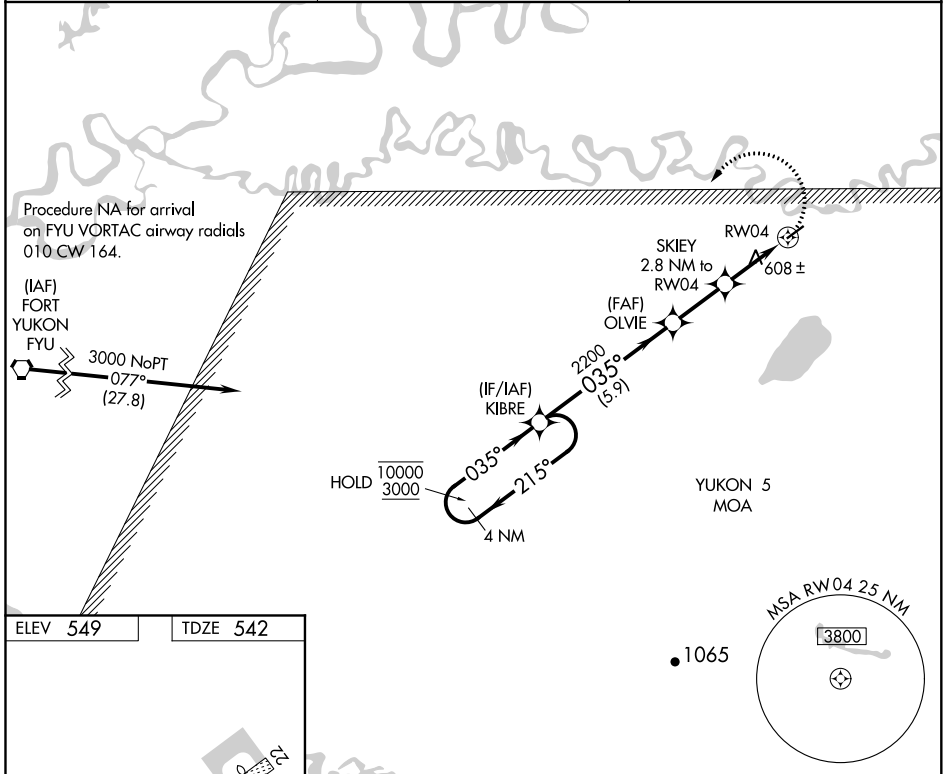 Procedure NA for arrival
on FYU VORTAC airway radials
010 CW 164.
(IAF)
FORT
YUKON
FYU
3000 NoPT
077°
(27.8)
RW04
608 ±
SKIEY
2.8 NM to
RW04
(FAF)
OLVIE
2200
035°
(5.9)
(IF/IAF)
KIBRE
035°
215°
HOLD
10000
3000
4 NM
YUKON 5
MOA
1065
MSA RW04 25 NM
3800
ELEV 549
TDZE 542
22